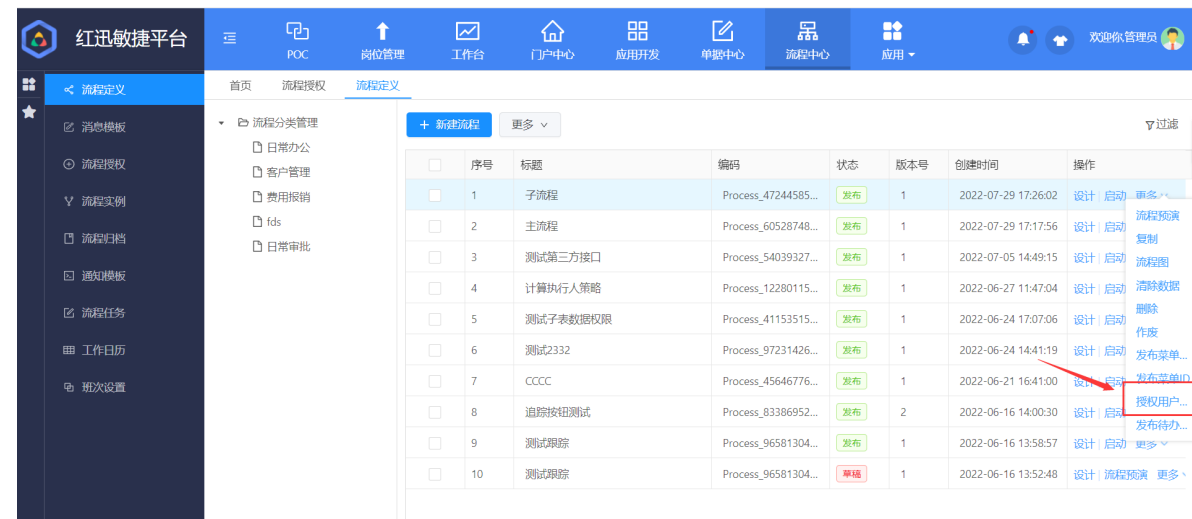 红迅敏捷平台
POC 岗位管理 工作台 门户中心 应用开发 单据中心 流程中心 应用
欢迎你,管理员
流程定义
消息模板
流程授权
流程实例
流程归档
通知模板
流程任务
工作日历
班次设置
首页 流程授权 流程定义
流程分类管理
日常办公
客户管理
费用报销
fds
日常审批
+ 新建流程 更多 过滤
序号 标题 编码 状态 版本号 创建时间 操作
1 子流程 Process_47244585... 发布 1 2022-07-29 17:26:02 设计 启动 更多
2 主流程 Process_60528748... 发布 1 2022-07-29 17:17:56 设计 启动
3 测试第三方接口 Process_54039327... 发布 1 2022-07-05 14:49:15 设计 启动
4 计算执行人策略 Process_12280115... 发布 1 2022-06-27 11:47:04 设计 启动
5 测试子表数据权限 Process_41153515... 发布 1 2022-06-24 17:07:06 设计 启动
6 测试2332 Process_97231426... 发布 1 2022-06-24 14:41:19 设计 启动
7 CCCC Process_45646776... 发布 1 2022-06-21 16:41:00 设计 启动
8 追踪按钮测试 Process_83386952... 发布 2 2022-06-16 14:00:30 设计 启动
9 测试跟踪 Process_96581304... 发布 1 2022-06-16 13:58:57 设计 启动 更多
10 测试跟踪 Process_96581304... 草稿 1 2022-06-16 13:52:48 设计 流程预演 更多
流程预演
复制
流程图
清除数据
删除
作废
发布菜单...
发布菜单ID
授权用户...
发布待办...